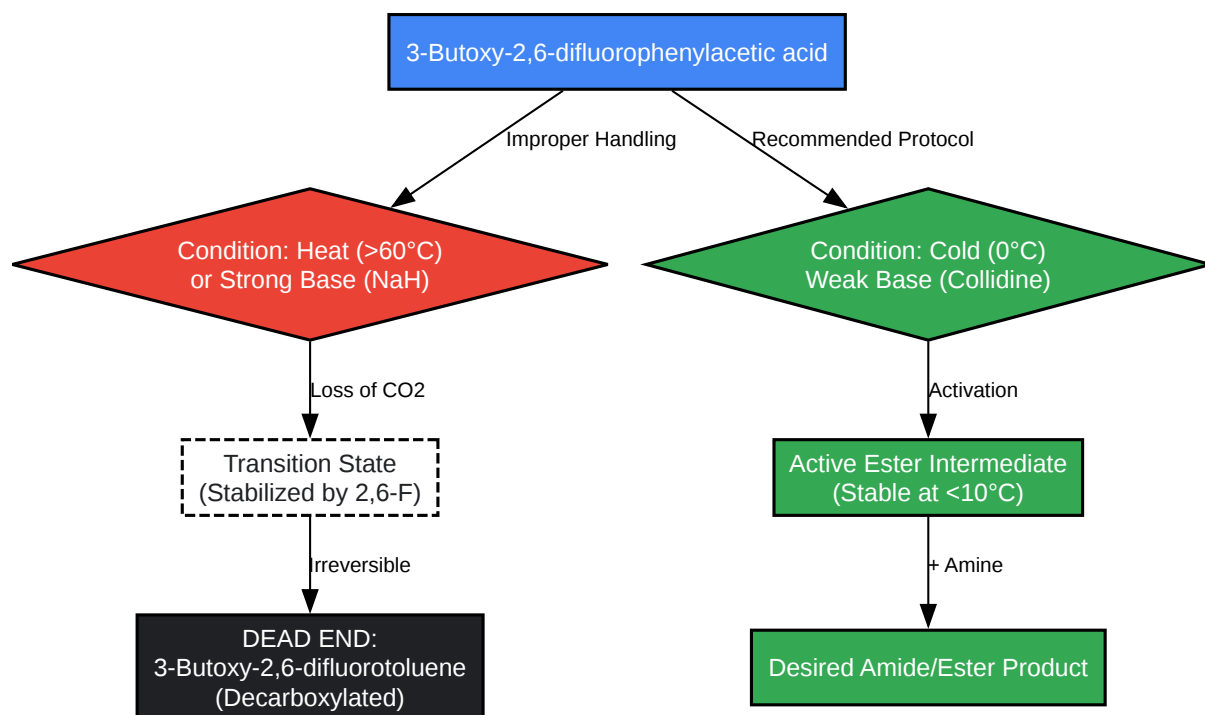 3-Butoxy-2,6-difluorophenylacetic acid
Improper Handling
Recommended Protocol
Condition: Heat (>60°C)
or Strong Base (NaH)
Condition: Cold (0°C)
Weak Base (Collidine)
Loss of CO2
Activation
Transition State
(Stabilized by 2,6-F)
Active Ester Intermediate
(Stable at <10°C)
Irreversible
+ Amine
DEAD END:
3-Butoxy-2,6-difluorotoluene
(Decarboxylated)
Desired Amide/Ester Product